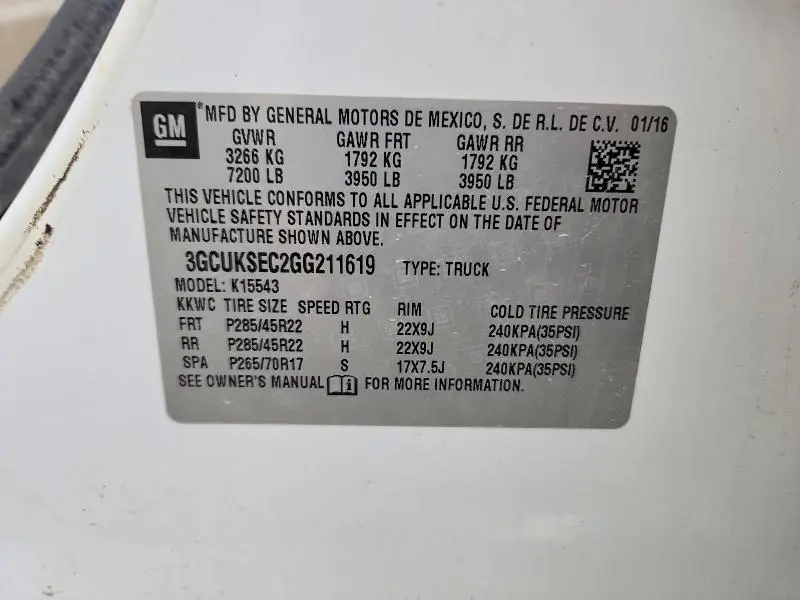 GM ® MFD BY GENERAL MOTORS DE MEXICO, S. DE R.L. DE C.V. 01/16
GVWR GAWR FRT GAWR RR
3266 KG 1792 KG 1792 KG
7200 LB 3950 LB 3950 LB
THIS VEHICLE CONFORMS TO ALL APPLICABLE U.S. FEDERAL MOTOR
VEHICLE SAFETY STANDARDS IN EFFECT ON THE DATE OF
MANUFACTURE SHOWN ABOVE.
3GCUKSEC2GG211619 TYPE: TRUCK
MODEL: K15543
KKWC TIRE SIZE SPEED RTG RIM COLD TIRE PRESSURE
FRT P285/45R22 H 22X9J 240KPA(35PSI)
RR P285/45R22 H 22X9J 240KPA(35PSI)
SPA P265/70R17 S 17X7.5J 240KPA(35PSI)
SEE OWNER'S MANUAL FOR MORE INFORMATION.